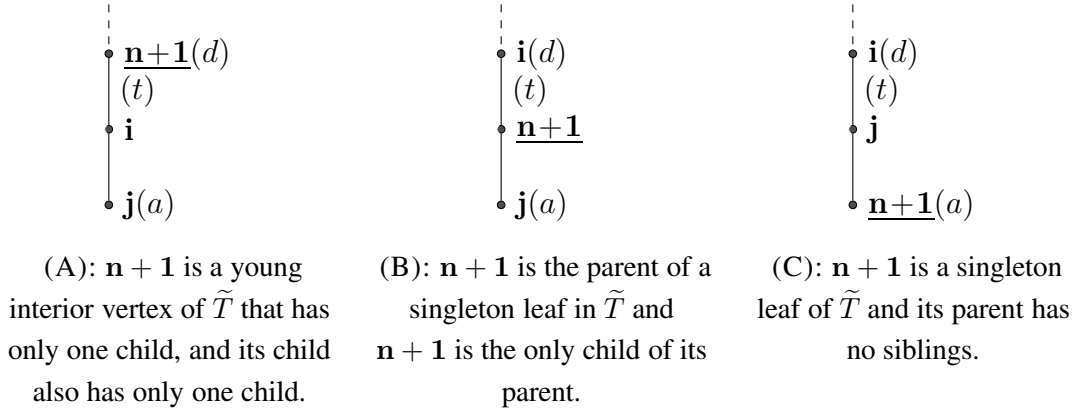 n+1(d)
(t)
i
j(a)
i(d)
(t)
n+1
j(a)
i(d)
(t)
j
n+1(a)
(A): n + 1 is a young
interior vertex of T̃ that has
only one child, and its child
also has only one child.
(B): n + 1 is the parent of a
singleton leaf in T̃ and
n + 1 is the only child of its
parent.
(C): n + 1 is a singleton
leaf of T̃ and its parent has
no siblings.